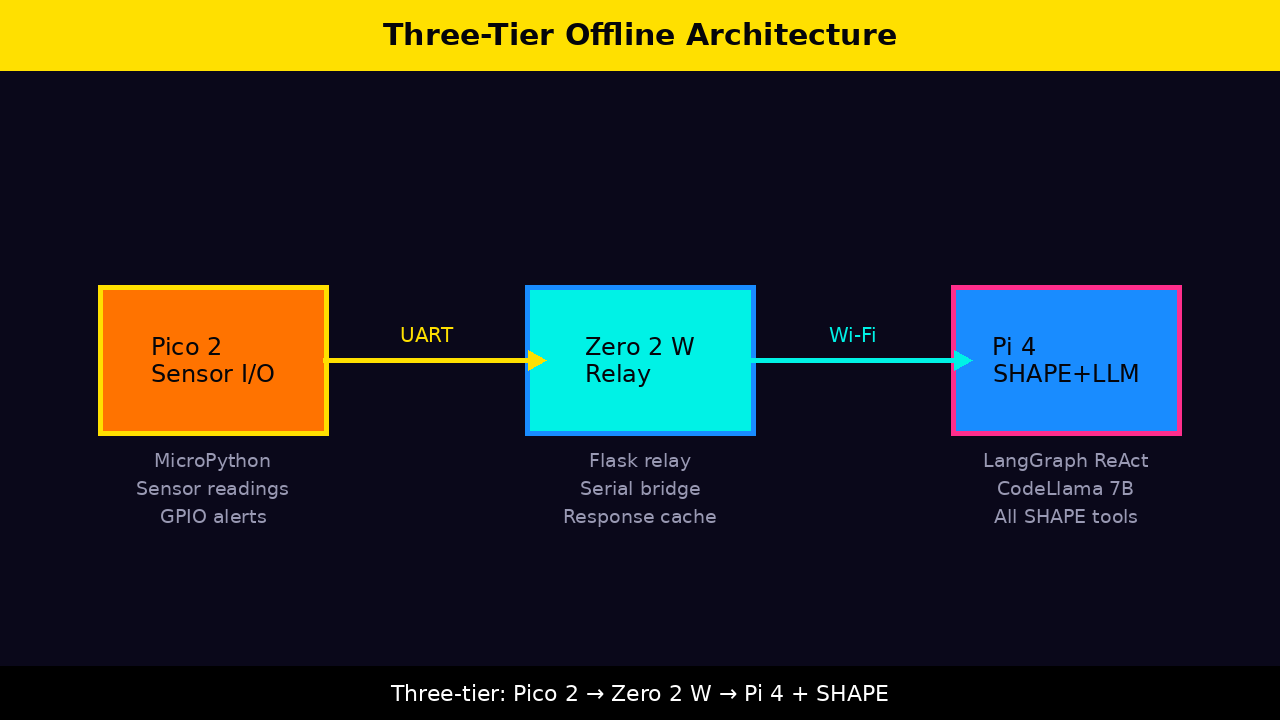 Three-Tier Offline Architecture
Pico 2
Sensor I/O
UART
Zero 2 W
Relay
Wi-Fi
Pi 4
SHAPE+LLM
MicroPython
Sensor readings
GPIO alerts
Flask relay
Serial bridge
Response cache
LangGraph ReAct
CodeLlama 7B
All SHAPE tools
Three-tier: Pico 2 → Zero 2 W → Pi 4 + SHAPE